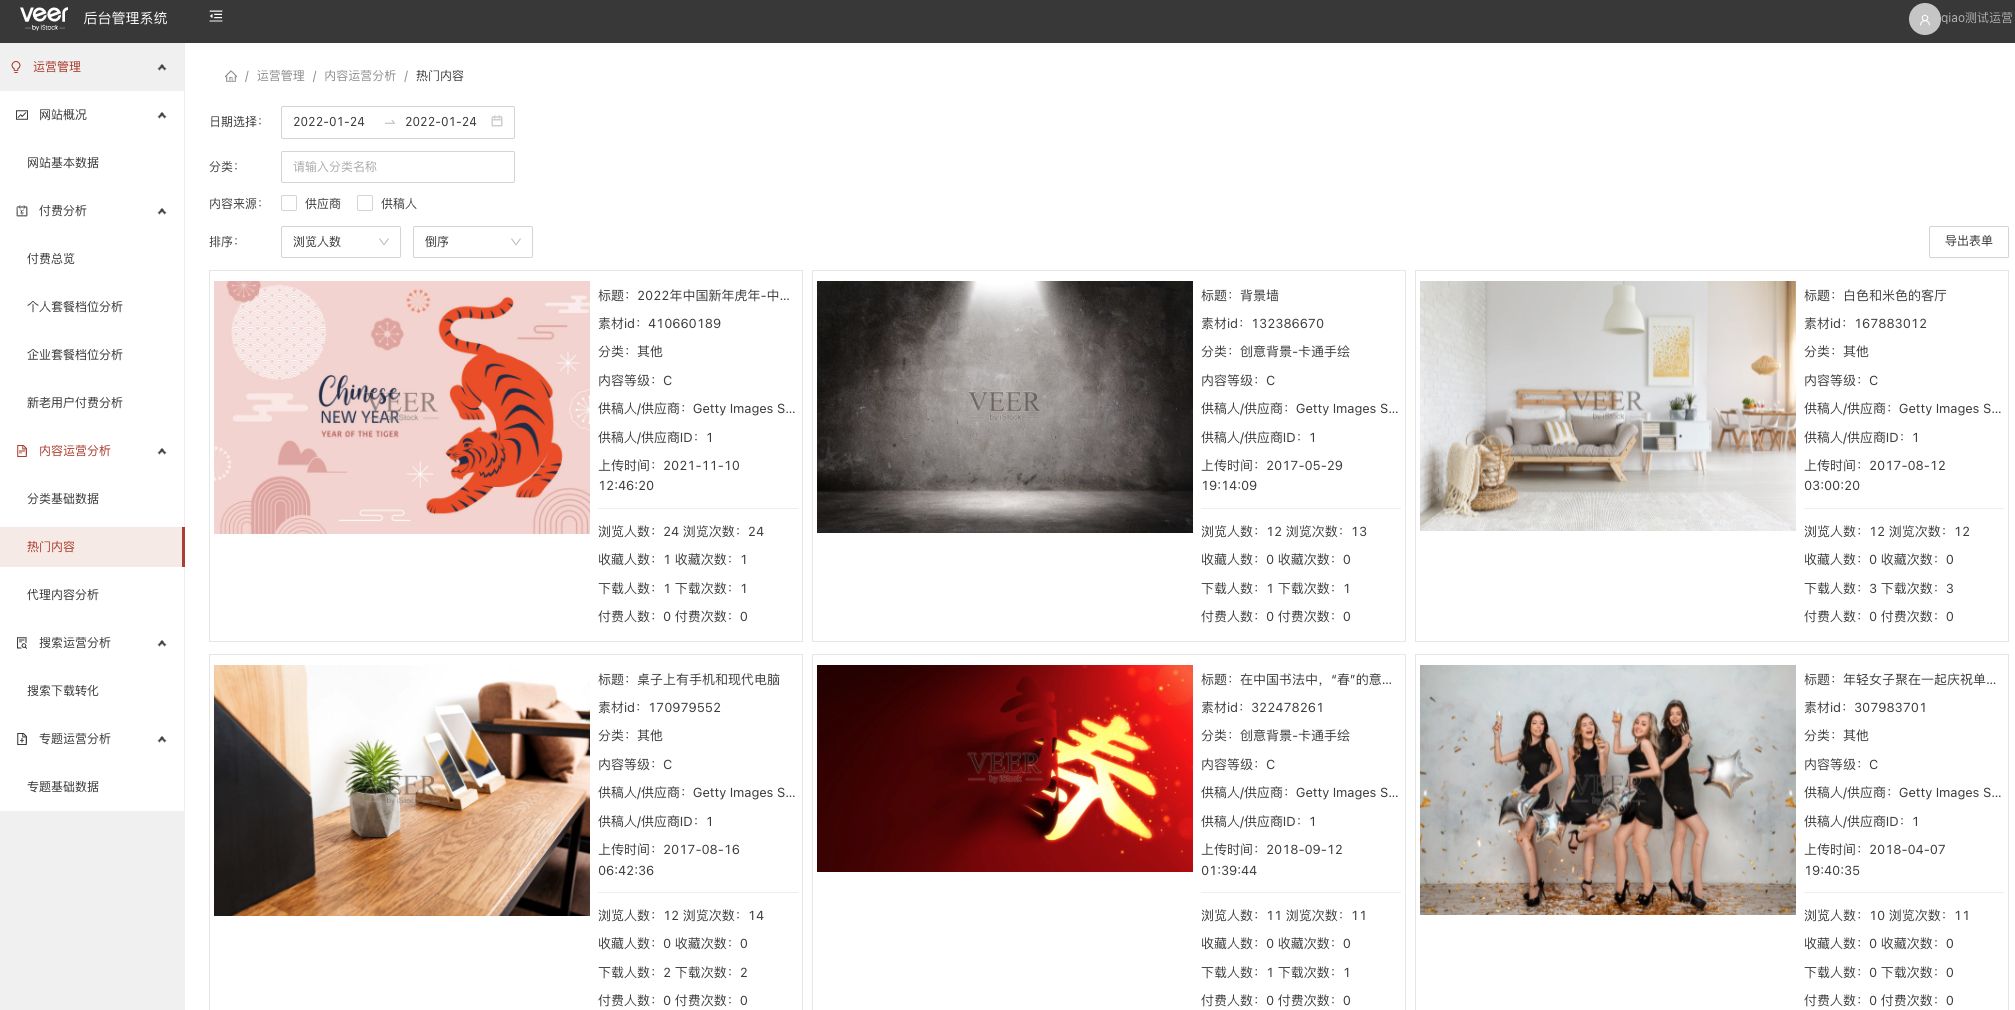 veer
by iStock
后台管理系统
qiao测试运营
运营管理
网站概况
网站基本数据
付费分析
付费总览
个人套餐档位分析
企业套餐档位分析
新老用户付费分析
内容运营分析
分类基础数据
热门内容
代理内容分析
搜索运营分析
搜索下载转化
专题运营分析
专题基础数据
/ 运营管理 / 内容运营分析 / 热门内容
日期选择： 2022-01-24 → 2022-01-24
分类： 请输入分类名称
内容来源： 供应商 供稿人
排序： 浏览人数 倒序
导出表单
Chinese
NEW YEAR
YEAR OF THE TIGER
VEER
by iStock
标题：2022年中国新年虎年-中...
素材id：410660189
分类：其他
内容等级：C
供稿人/供应商：Getty Images S...
供稿人/供应商ID：1
上传时间：2021-11-10
12:46:20
浏览人数：24 浏览次数：24
收藏人数：1 收藏次数：1
下载人数：1 下载次数：1
付费人数：0 付费次数：0
VEER
by iStock
标题：背景墙
素材id：132386670
分类：创意背景-卡通手绘
内容等级：C
供稿人/供应商：Getty Images S...
供稿人/供应商ID：1
上传时间：2017-05-29
19:14:09
浏览人数：12 浏览次数：13
收藏人数：0 收藏次数：0
下载人数：1 下载次数：1
付费人数：0 付费次数：0
VEER
by iStock
标题：白色和米色的客厅
素材id：167883012
分类：其他
内容等级：C
供稿人/供应商：Getty Images S...
供稿人/供应商ID：1
上传时间：2017-08-12
03:00:20
浏览人数：12 浏览次数：12
收藏人数：0 收藏次数：0
下载人数：3 下载次数：3
付费人数：0 付费次数：0
VEER
by iStock
标题：桌子上有手机和现代电脑
素材id：170979552
分类：其他
内容等级：C
供稿人/供应商：Getty Images S...
供稿人/供应商ID：1
上传时间：2017-08-16
06:42:36
浏览人数：12 浏览次数：14
收藏人数：0 收藏次数：0
下载人数：2 下载次数：2
付费人数：0 付费次数：0
春
VEER
by iStock
标题：在中国书法中，“春”的意...
素材id：322478261
分类：创意背景-卡通手绘
内容等级：C
供稿人/供应商：Getty Images S...
供稿人/供应商ID：1
上传时间：2018-09-12
01:39:44
浏览人数：11 浏览次数：11
收藏人数：0 收藏次数：0
下载人数：1 下载次数：1
付费人数：0 付费次数：0
VEER
by iStock
标题：年轻女子聚在一起庆祝单...
素材id：307983701
分类：其他
内容等级：C
供稿人/供应商：Getty Images S...
供稿人/供应商ID：1
上传时间：2018-04-07
19:40:35
浏览人数：10 浏览次数：11
收藏人数：0 收藏次数：0
下载人数：0 下载次数：0
付费人数：0 付费次数：0